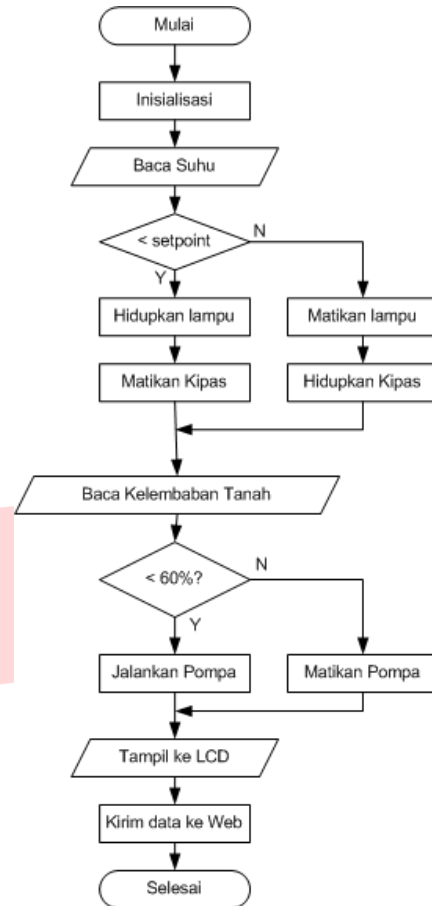 Mulai
Inisialisasi
Baca Suhu
< setpoint
N
Y
Hidupkan lampu
Matikan lampu
Matikan Kipas
Hidupkan Kipas
Baca Kelembaban Tanah
< 60%?
N
Y
Jalankan Pompa
Matikan Pompa
Tampil ke LCD
Kirim data ke Web
Selesai